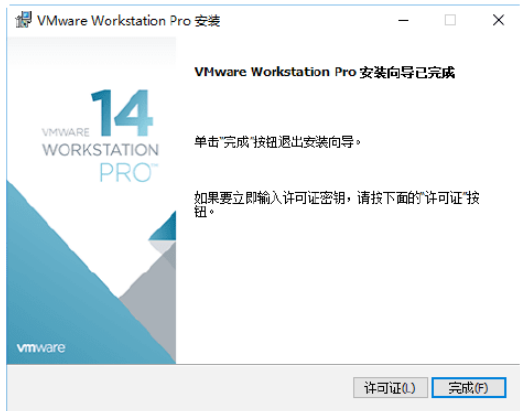 VMware Workstation Pro 安装
VMware Workstation Pro 安装向导已完成
14
VMWARE
WORKSTATION
PRO™
单击"完成"按钮退出安装向导。
如果要立即输入许可证密钥，请按下面的"许可证"按
钮。
vmware
许可证(L) 完成(F)